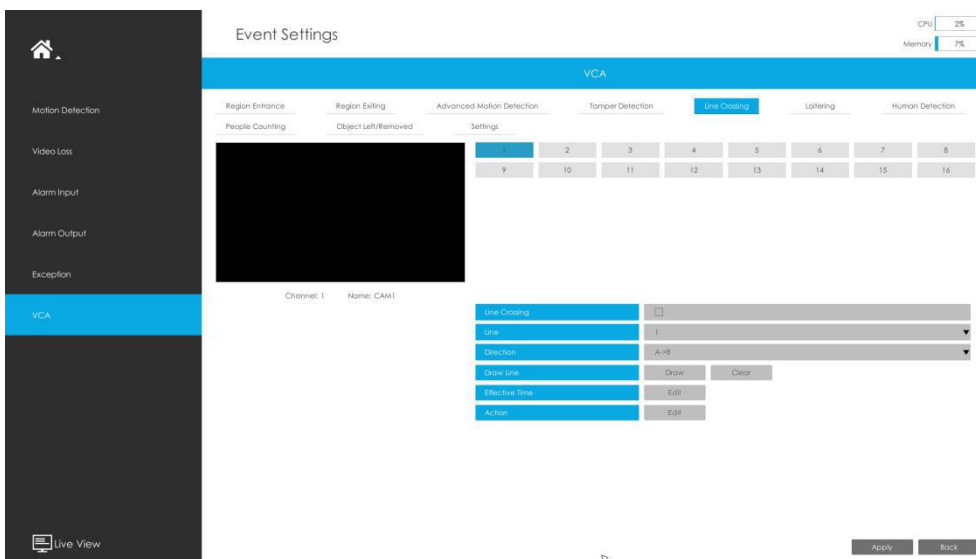 Event Settings
CPU 2%
Memory 7%
VCA
Motion Detection
Video Loss
Alarm Input
Alarm Output
Exception
VCA
Live View
Region Entrance Region Exiting Advanced Motion Detection Tamper Detection Line Crossing Loitering Human Detection
People Counting Object Left/Removed Settings
1 2 3 4 5 6 7 8
9 10 11 12 13 14 15 16
Channel: 1 Name: CAM1
Line Crossing
Line 1
Direction A->B
Draw Line Draw Clear
Effective Time Edit
Action Edit
Apply Back